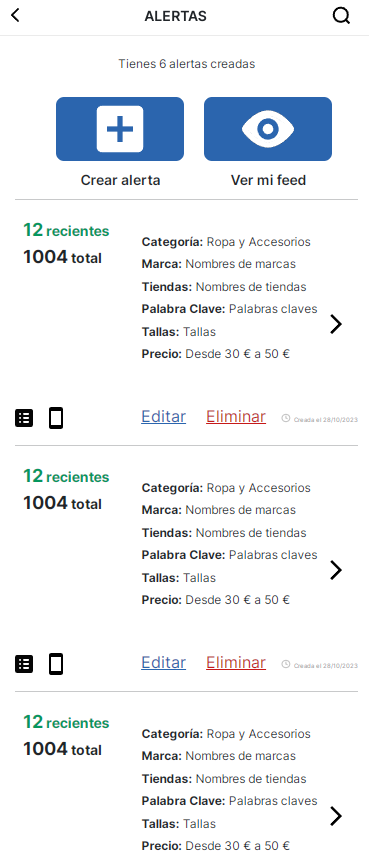 ALERTAS
Tienes 6 alertas creadas
Crear alerta
Ver mi feed
12 recientes
1004 total
Categoría: Ropa y Accesorios
Marca: Nombres de marcas
Tiendas: Nombres de tiendas
Palabra Clave: Palabras claves
Tallas: Tallas
Precio: Desde 30 € a 50 €
Editar Eliminar Creada el 28/10/2023
12 recientes
1004 total
Categoría: Ropa y Accesorios
Marca: Nombres de marcas
Tiendas: Nombres de tiendas
Palabra Clave: Palabras claves
Tallas: Tallas
Precio: Desde 30 € a 50 €
Editar Eliminar Creada el 28/10/2023
12 recientes
1004 total
Categoría: Ropa y Accesorios
Marca: Nombres de marcas
Tiendas: Nombres de tiendas
Palabra Clave: Palabras claves
Tallas: Tallas
Precio: Desde 30 € a 50 €